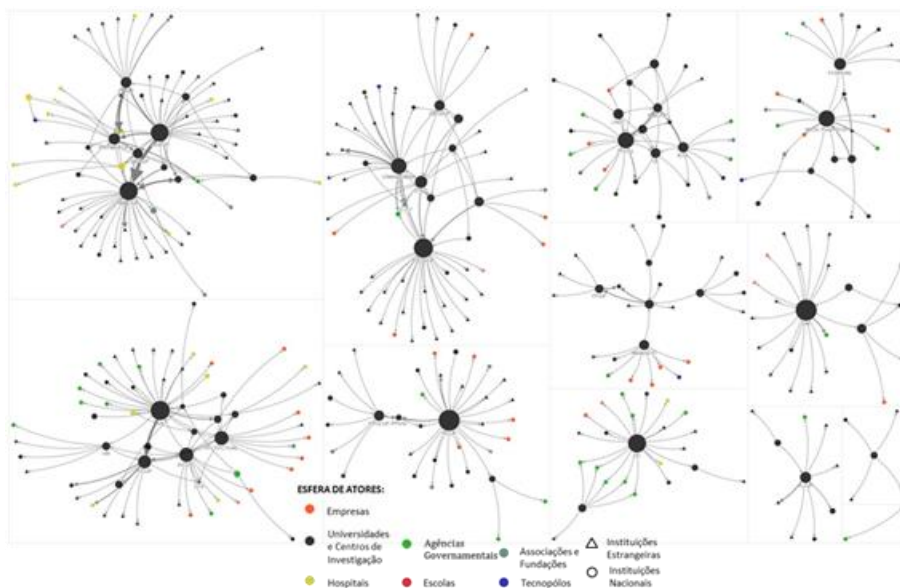 ESFERA DE ATORES:
Empresas
Universidades
e Centros de
Investigação
Agências
Governamentais
Associações e
Fundações
Instituições
Estrangeiras
Hospitais
Escolas
Tecnopólos
Instituições
Nacionais